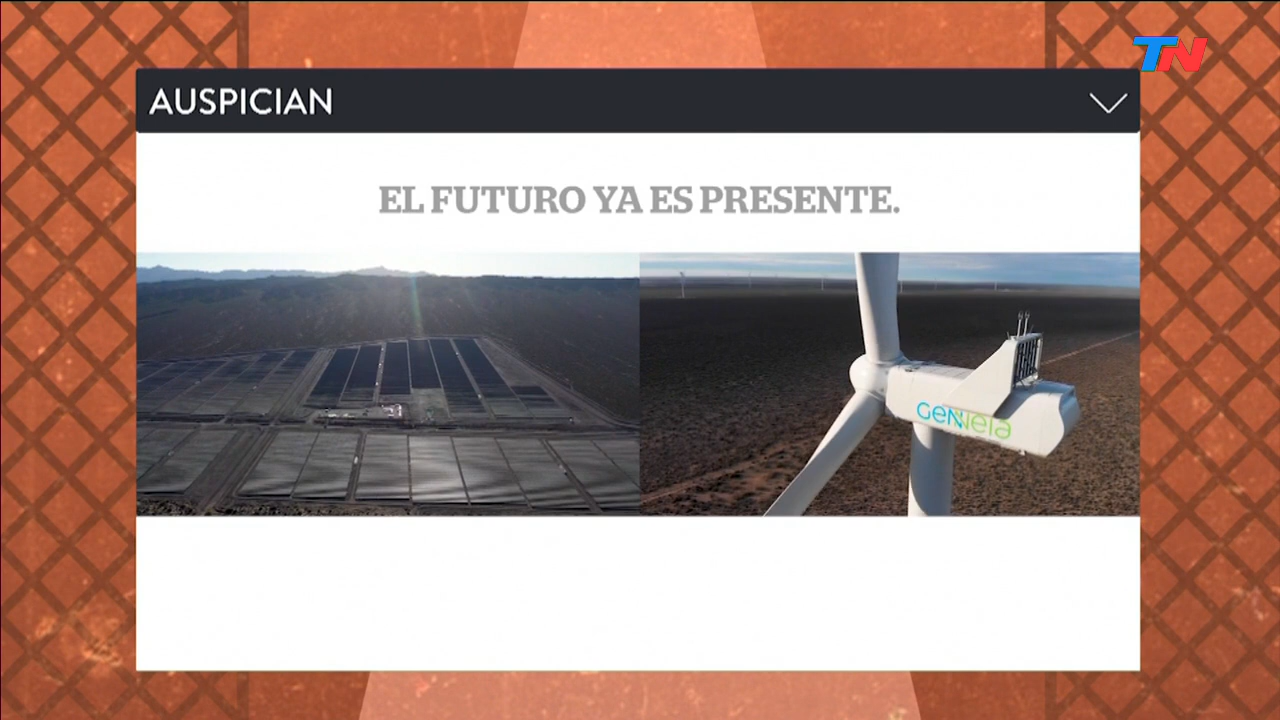 TN
AUSPICIAN
EL FUTURO YA ES PRESENTE.
GENNEIA